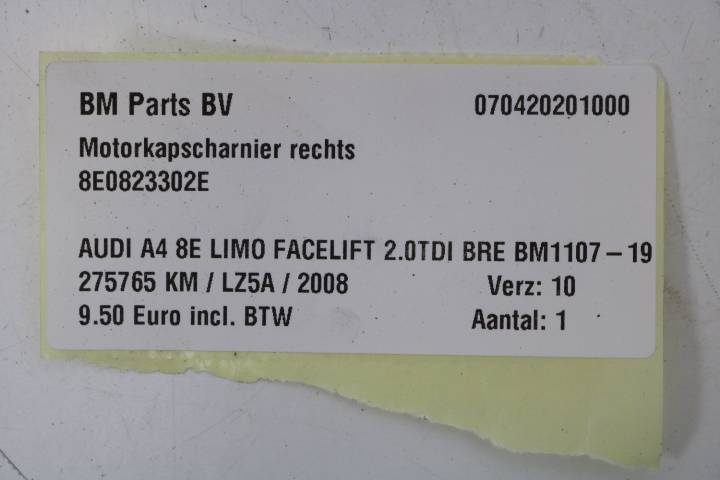 BM Parts BV 070420201000
Motorkapscharnier rechts
8E0823302E
AUDI A4 8E LIMO FACELIFT 2.0TDI BRE BM1107-19
275765 KM / LZ5A / 2008 Verz: 10
9.50 Euro incl. BTW Aantal: 1